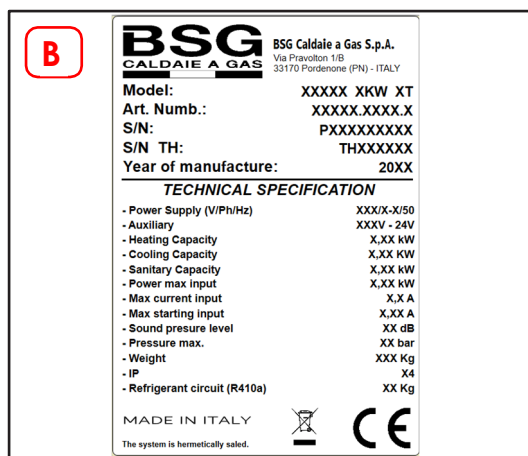 B
BSG
CALDAIE A GAS
BSG Caldaie a Gas S.p.A.
Via Pravolton 1/B
33170 Pordenone (PN) - ITALY
Model: XXXXX XKW XT
Art. Numb.: XXXXX.XXXX.X
S/N: PXXXXXXXXX
S/N TH: THXXXXXX
Year of manufacture: 20XX
TECHNICAL SPECIFICATION
- Power Supply (V/Ph/Hz) XXX/X-X/50
- Auxiliary XXXV - 24V
- Heating Capacity X,XX kW
- Cooling Capacity X,XX KW
- Sanitary Capacity X,XX kW
- Power max input X,XX kW
- Max current input X,X A
- Max starting input X,XX A
- Sound presure level XX dB
- Pressure max. XX bar
- Weight XXX Kg
- IP X4
- Refrigerant circuit (R410a) XX Kg
MADE IN ITALY
CE
The system is hermetically saled.